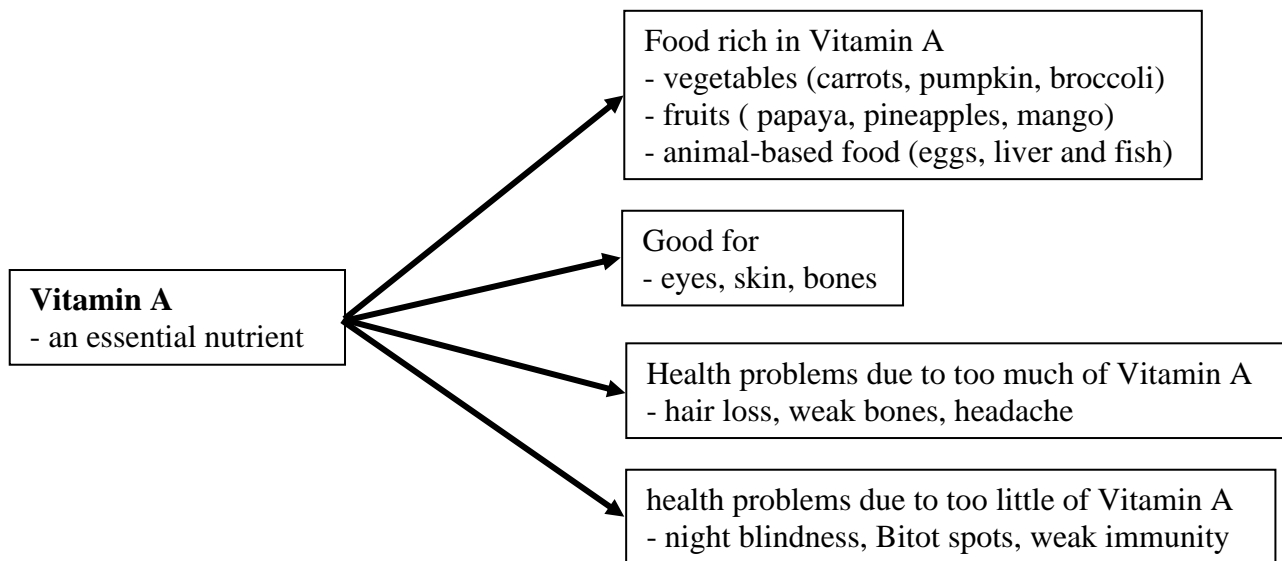 Food rich in Vitamin A
- vegetables (carrots, pumpkin, broccoli)
- fruits ( papaya, pineapples, mango)
- animal-based food (eggs, liver and fish)
Good for
- eyes, skin, bones
Vitamin A
- an essential nutrient
Health problems due to too much of Vitamin A
- hair loss, weak bones, headache
health problems due to too little of Vitamin A
- night blindness, Bitot spots, weak immunity